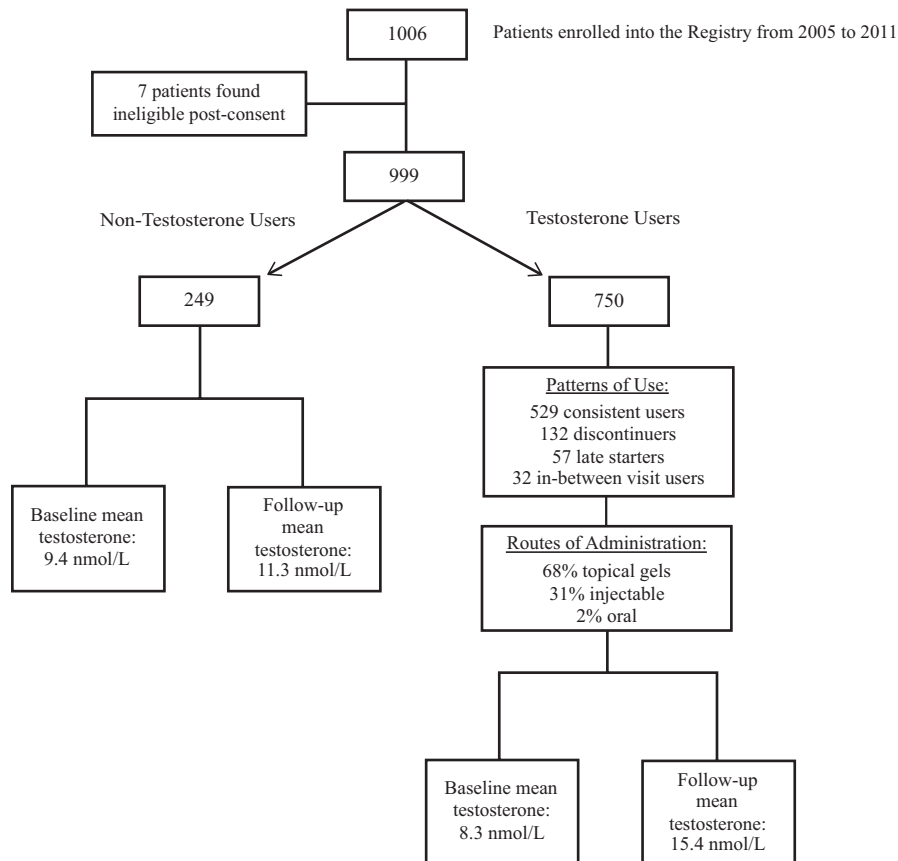 1006
Patients enrolled into the Registry from 2005 to 2011
7 patients found
ineligible post-consent
999
Non-Testosterone Users
Testosterone Users
249
750
Patterns of Use:
529 consistent users
132 discontinuers
57 late starters
32 in-between visit users
Baseline mean
testosterone:
9.4 nmol/L
Follow-up
mean
testosterone:
11.3 nmol/L
Routes of Administration:
68% topical gels
31% injectable
2% oral
Baseline mean
testosterone:
8.3 nmol/L
Follow-up
mean
testosterone:
15.4 nmol/L